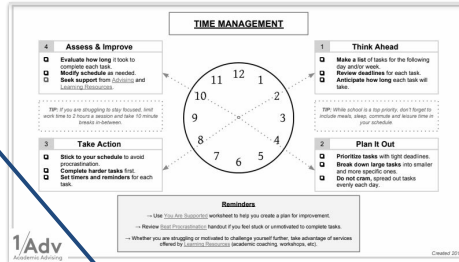 TIME MANAGEMENT
4 Assess & Improve
Evaluate how long it took to
complete each task.
Modify schedule as needed.
Seek support from Advising and
Learning Resources.
TIP: If you are struggling to stay focused, limit
work time to 2 hours a session and take 10 minute
breaks in-between.
3 Take Action
Stick to your schedule to avoid
procrastination.
Complete harder tasks first.
Set timers and reminders for each
task.
12
11 1
10 2
9 3
8 4
7 5
6
1 Think Ahead
Make a list of tasks for the following
day and/or week.
Review deadlines for each task.
Anticipate how long each task will
take.
TIP: While school is a top priority, don't forget to
include meals, sleep, commute and leisure time in
your schedule.
2 Plan It Out
Prioritize tasks with tight deadlines.
Break down large tasks into smaller
and more specific ones.
Do not cram, spread out tasks
evenly each day.
Reminders
→ Use You Are Supported worksheet to help you create a plan for improvement.
→ Review Beat Procrastination handout if you feel stuck or unmotivated to complete tasks.
→ Whether you are struggling or motivated to challenge yourself further, take advantage of services
offered by Learning Resources (academic coaching, workshops, etc).
1/Adv
Academic Advising
Created 201